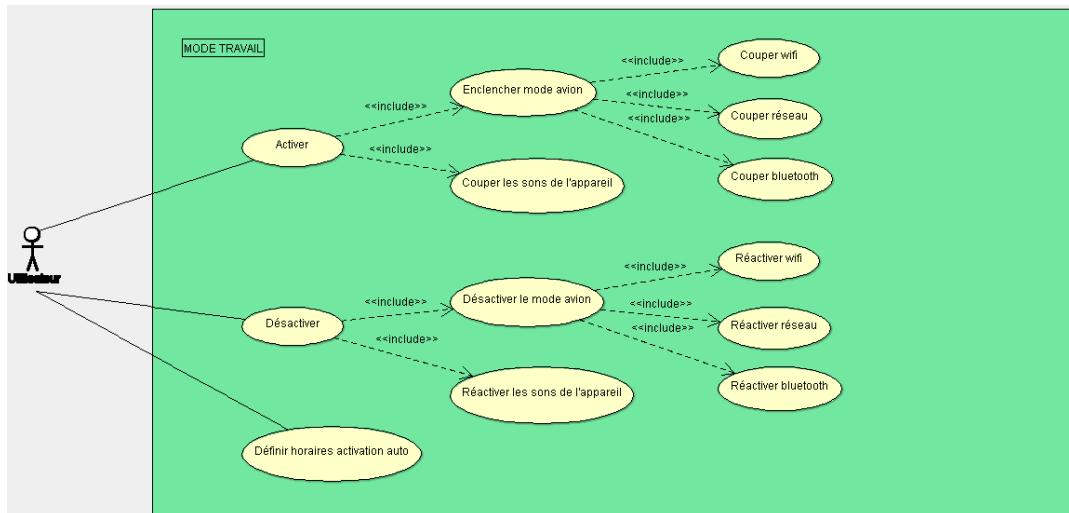 MODE TRAVAIL
Couper wifi
<<include>>
Enclencher mode avion
<<include>>
<<include>>
Couper réseau
<<include>>
Activer
<<include>>
Couper bluetooth
Couper les sons de l'appareil
Utilisateur
Réactiver wifi
<<include>>
Désactiver le mode avion
<<include>>
<<include>>
Réactiver réseau
Désactiver
<<include>>
<<include>>
Réactiver bluetooth
Réactiver les sons de l'appareil
Définir horaires activation auto